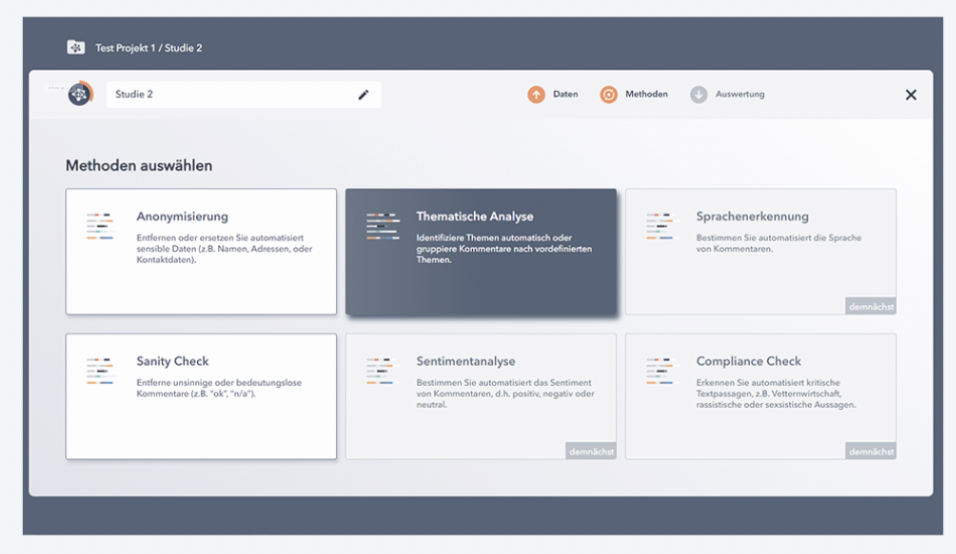 Test Projekt 1 / Studie 2
Studie 2
Daten
Methoden
Auswertung
Methoden auswählen
Anonymisierung
Entfernen oder ersetzen Sie automatisiert
sensible Daten (z.B. Namen, Adressen, oder
Kontaktdaten).
Thematische Analyse
Identifiziere Themen automatisch oder
gruppiere Kommentare nach vordefinierten
Themen.
Sprachenerkennung
Bestimmen Sie automatisiert die Sprache
von Kommentaren.
demnächst
Sanity Check
Entferne unsinnige oder bedeutungslose
Kommentare (z.B. "ok", "n/a").
Sentimentanalyse
Bestimmen Sie automatisiert das Sentiment
von Kommentaren, d.h. positiv, negativ oder
neutral.
demnächst
Compliance Check
Erkennen Sie automatisiert kritische
Textpassagen, z.B. Vetternwirtschaft,
rassistische oder sexsistische Aussagen.
demnächst